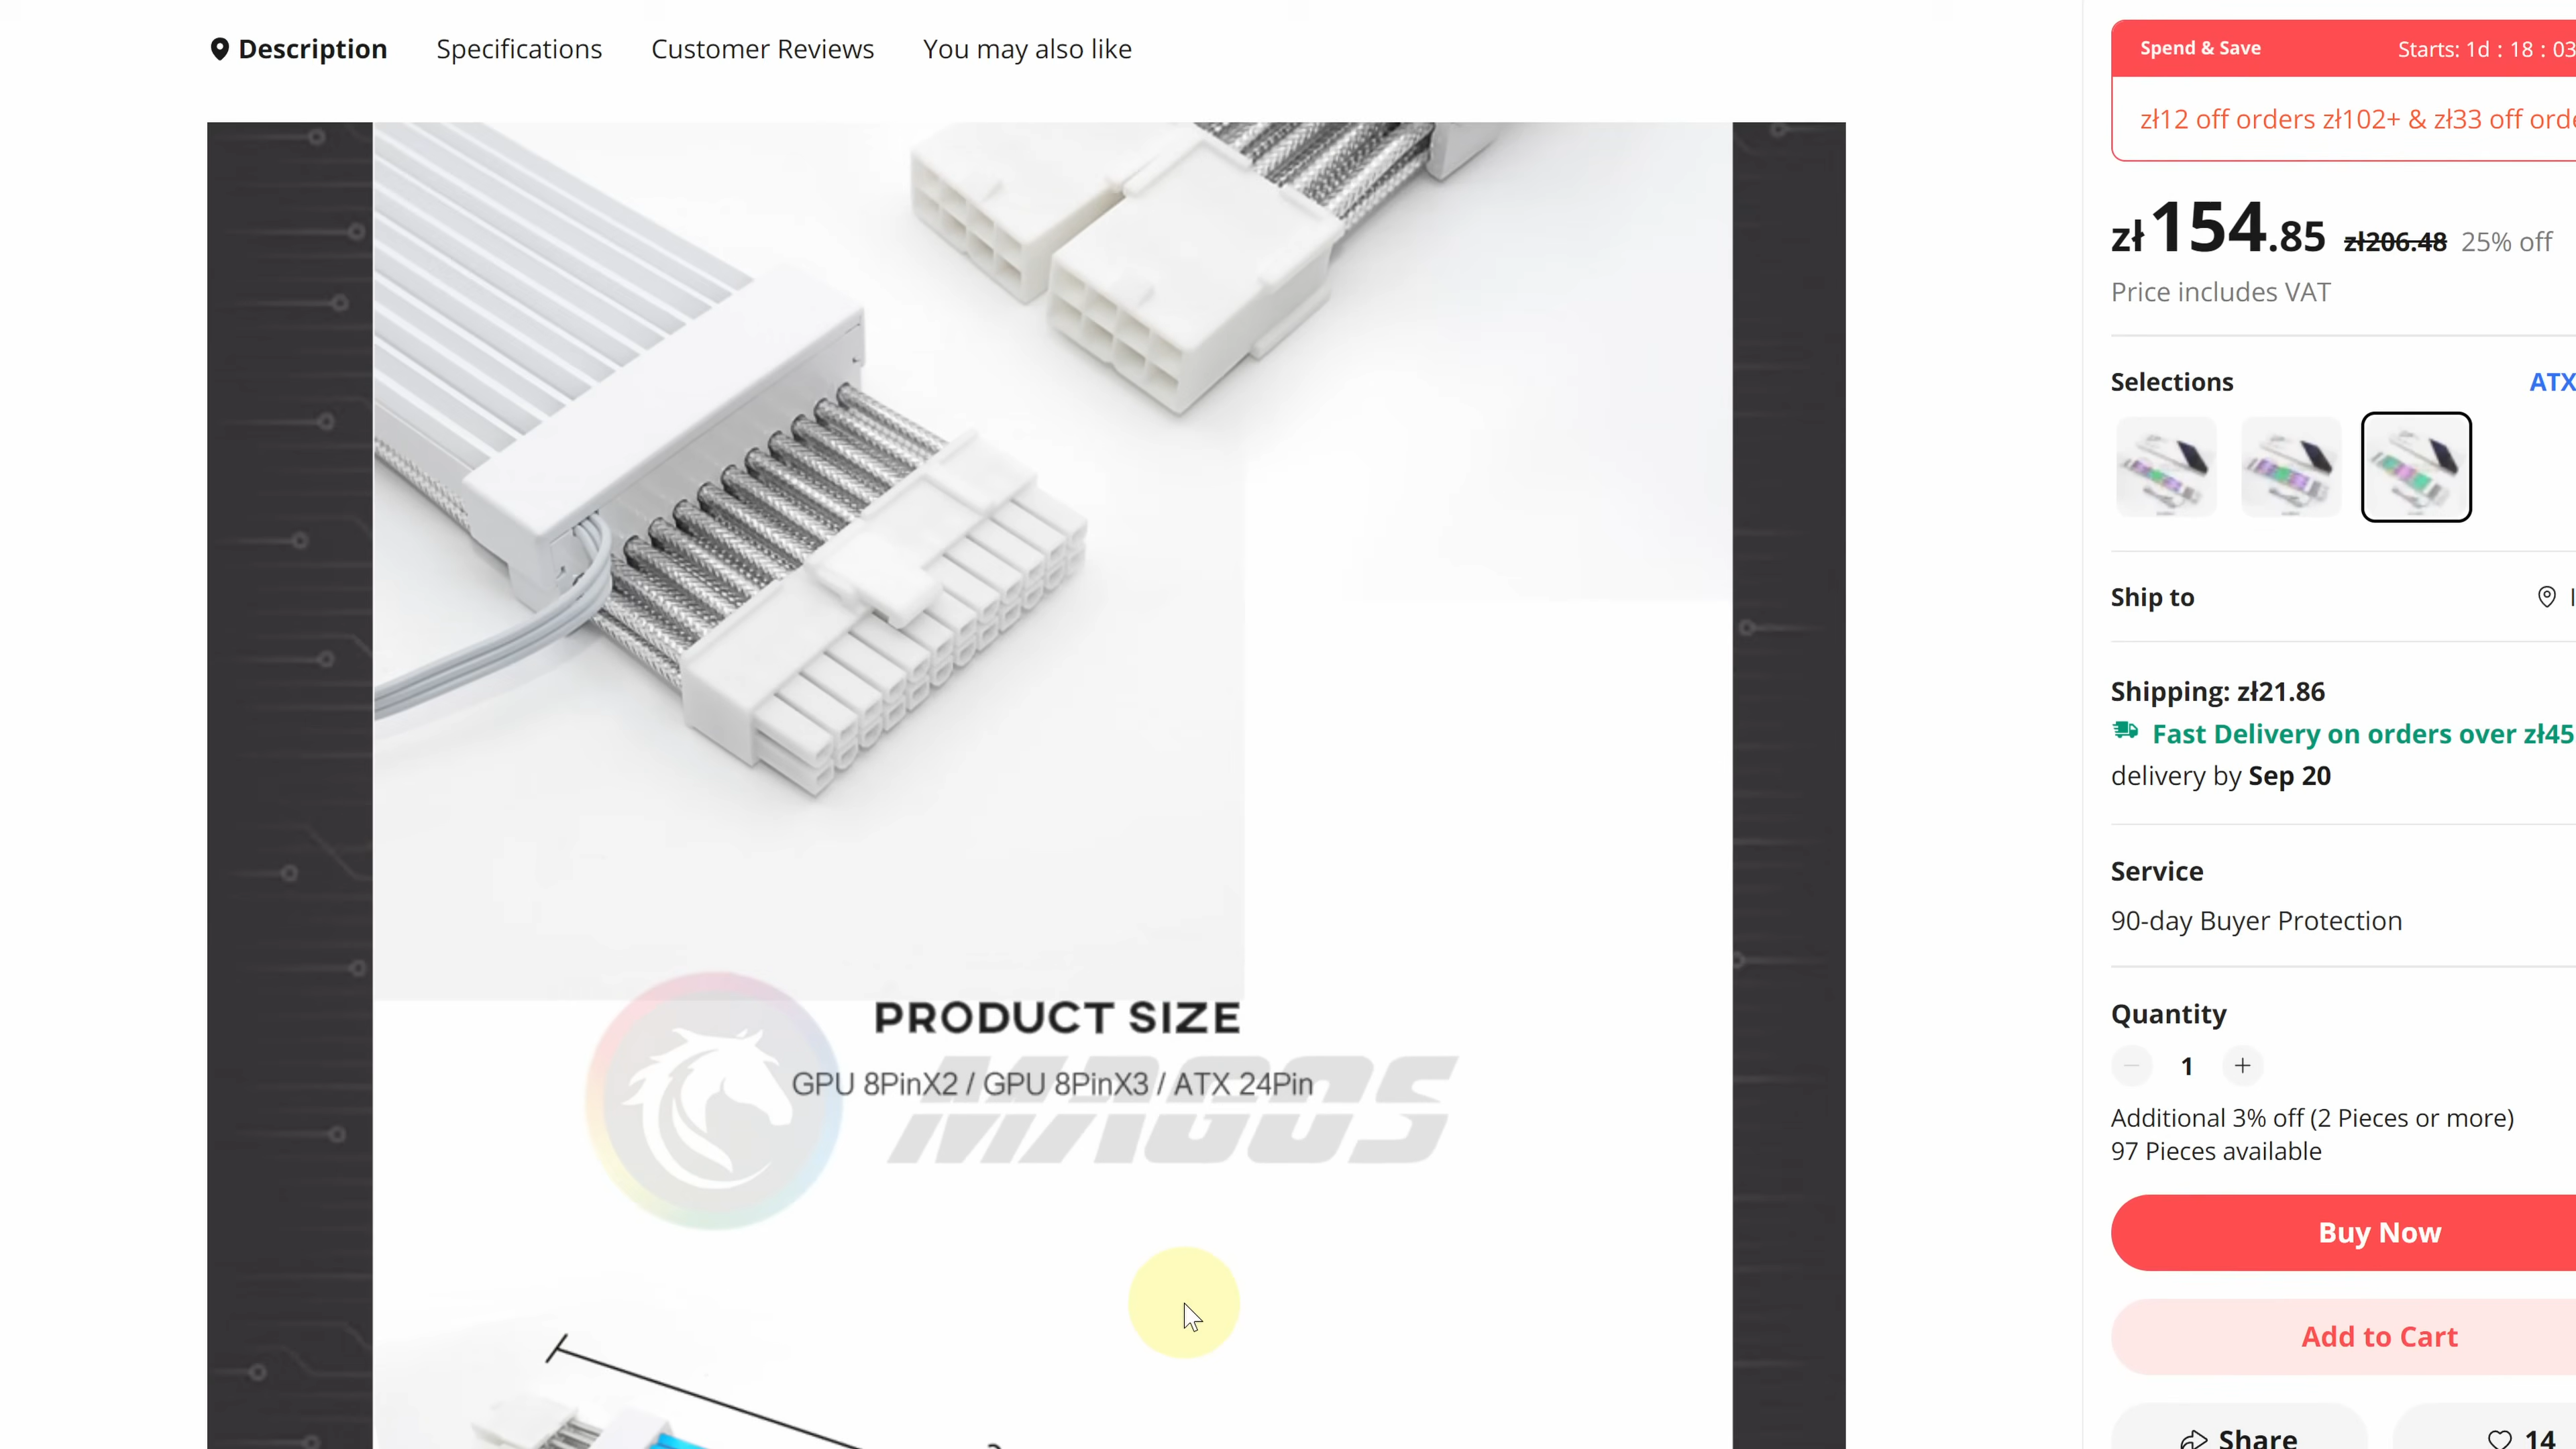 Description
Specifications
Customer Reviews
You may also like
PRODUCT SIZE
GPU 8PinX2 / GPU 8PinX3 / ATX 24Pin
MAGOS
Spend & Save
Starts: 1d : 18 : 03
zł12 off orders zł102+ & zł33 off
zł154.85 zł206.48 25% off
Price includes VAT
Selections
ATX
Ship to
Shipping: zł21.86
Fast Delivery on orders over zł45
delivery by Sep 20
Service
90-day Buyer Protection
Quantity
1
Additional 3% off (2 Pieces or more)
97 Pieces available
Buy Now
Add to Cart
Share
14